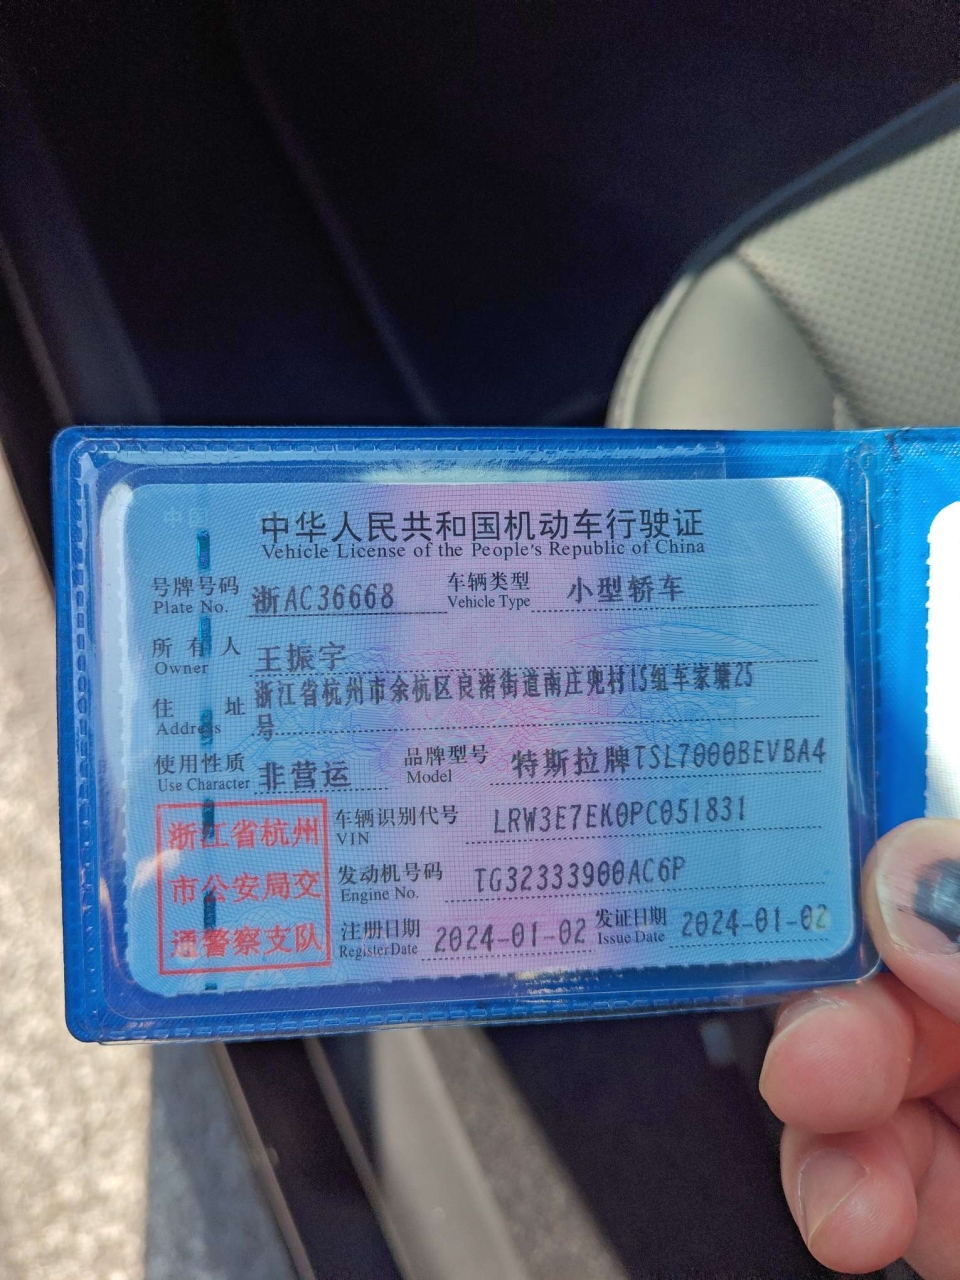 中华人民共和国机动车行驶证
Vehicle License of the People's Republic of China
号牌号码 浙AC36668 车辆类型 小型轿车
Plate No. Vehicle Type
所有人 王振宇
Owner
住址 浙江省杭州市余杭区良渚街道南庄兜村15组车家塘25
Address 号
使用性质 非营运 品牌型号 特斯拉牌TSL7000BEVBA4
Use Character Model
浙江省杭州
市公安局交
通警察支队
车辆识别代号 LRW3E7EK0PC051831
VIN
发动机号码 TG32333900AC6P
Engine No.
注册日期 2024-01-02 发证日期 2024-01-02
Register Date Issue Date